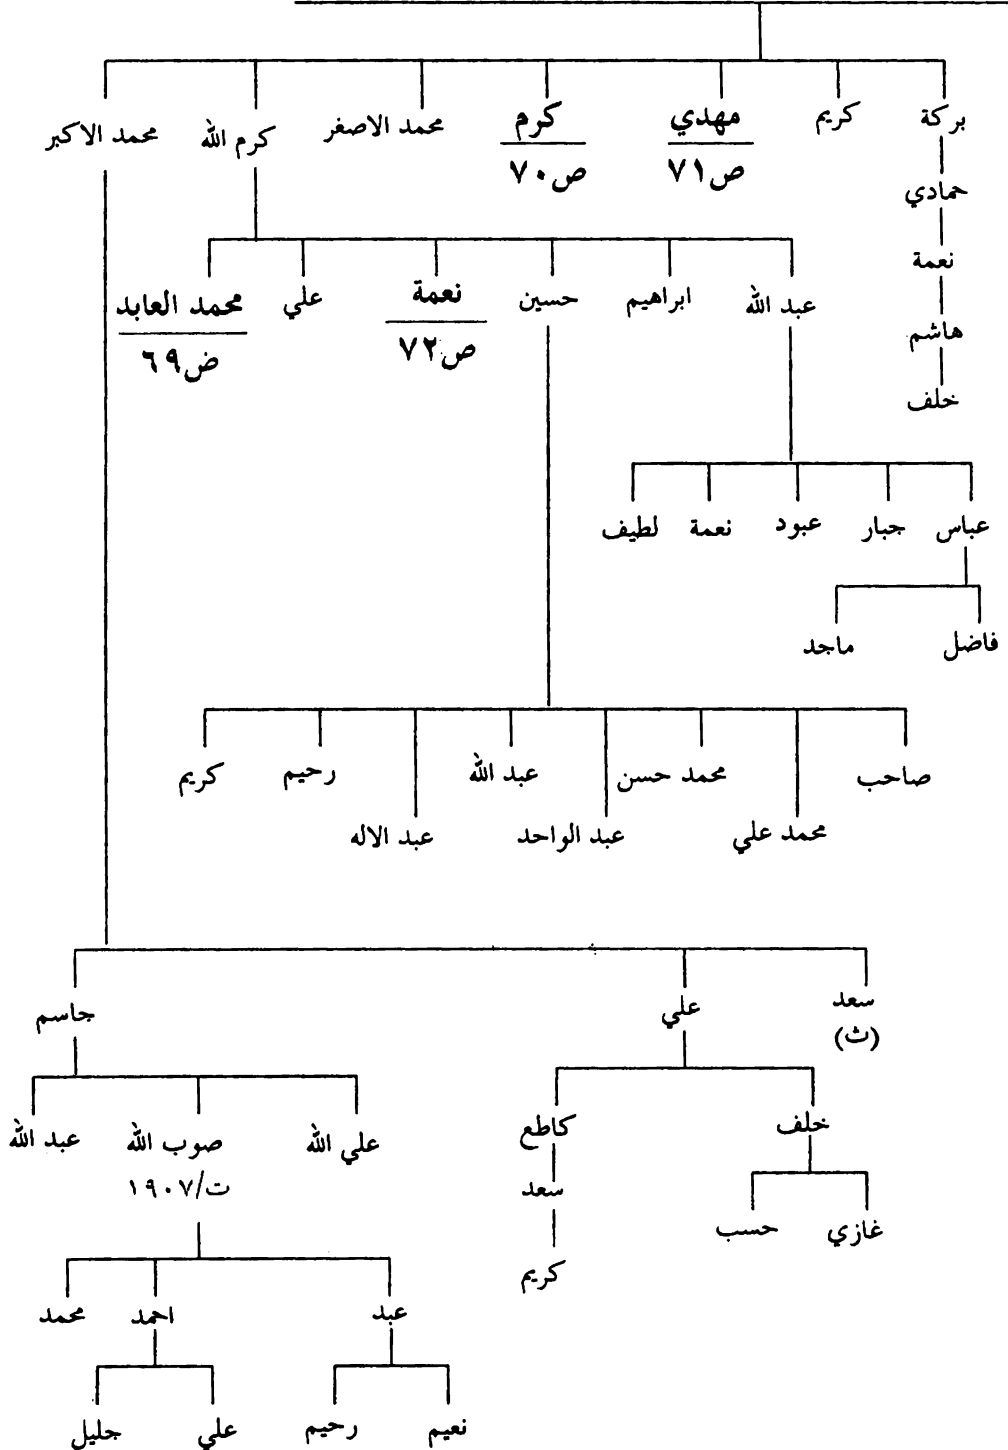 بركة كريم مهدي كرم محمد الاصغر كرم الله محمد الاكبر
ص٧١ ص٧٠
حمادي
نعمة
هاشم
خلف
عبد الله ابراهيم حسين نعمة علي محمد العابد
ص٧٢ ض٦٩
عباس جبار عبود نعمة لطيف
فاضل ماجد
صاحب محمد حسن عبد الله رحيم كريم
محمد علي عبد الواحد عبد الاله
سعد علي جاسم
(ث)
خلف كاطع علي الله صوب الله عبد الله
سعد ت/١٩٠٧
غازي حسب
كريم
عبد احمد محمد
نعيم رحيم علي جليل